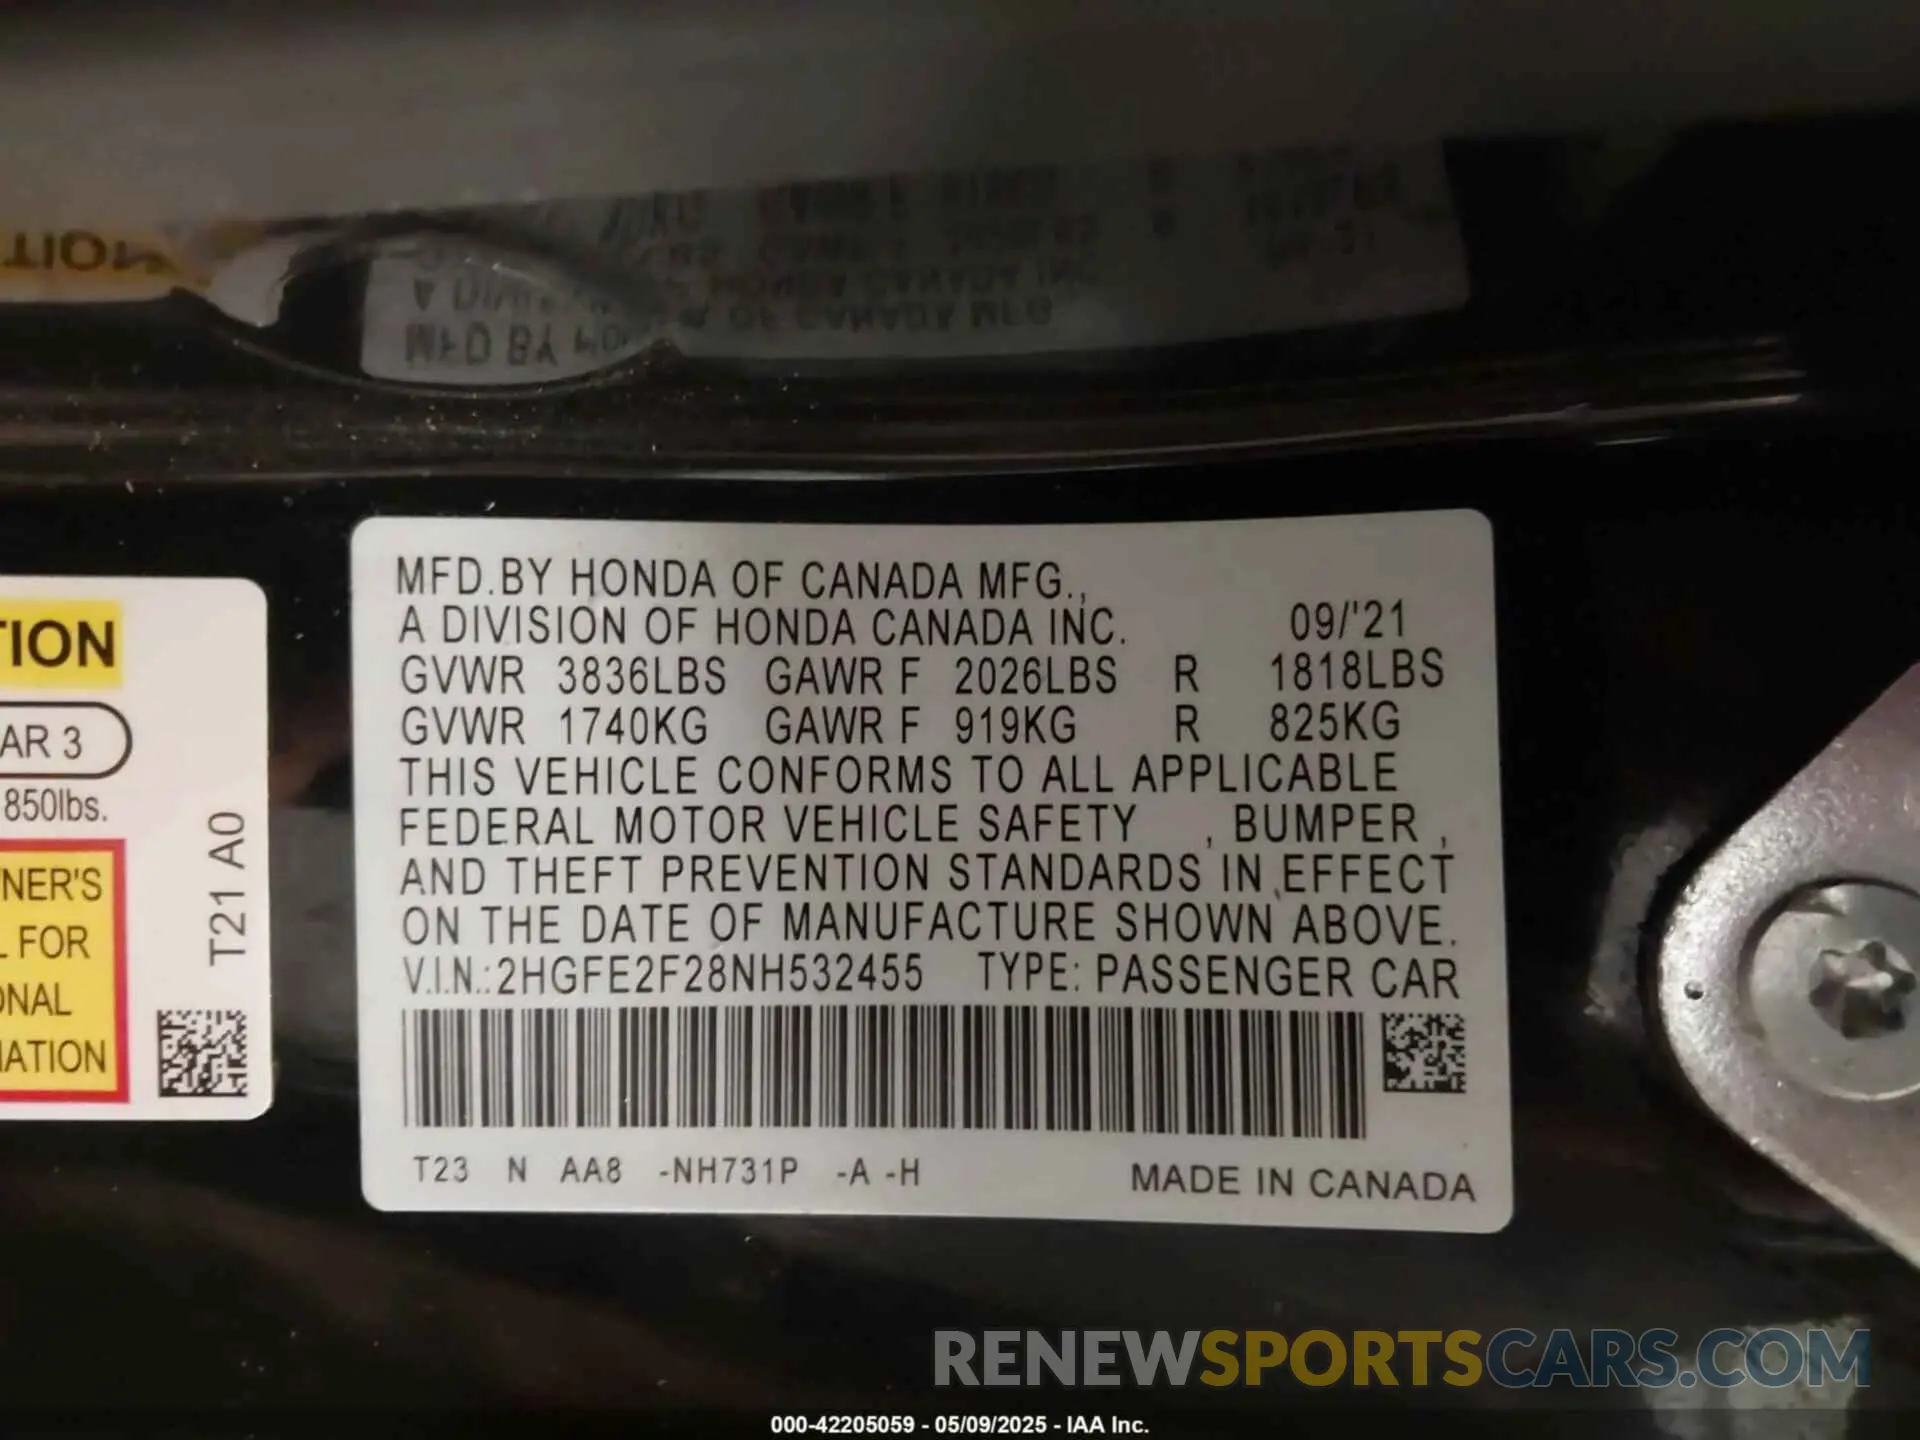 TION
AR 3
850lbs.
NER'S
L FOR
ONAL
MATION
T21 A0
MFD.BY HONDA OF CANADA MFG.,
A DIVISION OF HONDA CANADA INC. 09/'21
GVWR 3836LBS GAWR F 2026LBS R 1818LBS
GVWR 1740KG GAWR F 919KG R 825KG
THIS VEHICLE CONFORMS TO ALL APPLICABLE
FEDERAL MOTOR VEHICLE SAFETY , BUMPER ,
AND THEFT PREVENTION STANDARDS IN EFFECT
ON THE DATE OF MANUFACTURE SHOWN ABOVE.
V.I.N.:2HGFE2F28NH532455 TYPE: PASSENGER CAR
T23 N AA8 -NH731P -A -H MADE IN CANADA
RENEWSPORTSCARS.COM
000-42205059 - 05/09/2025 - IAA Inc.